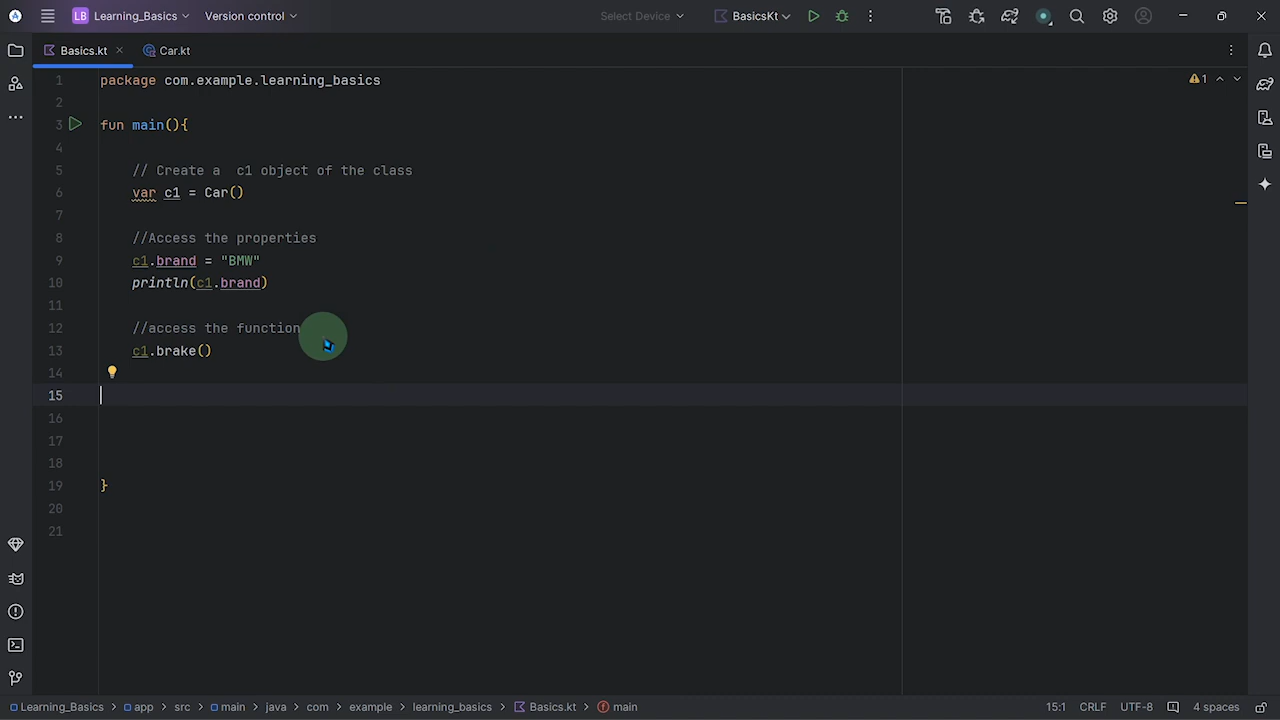 LB Learning_Basics Version control Select Device BasicsKt
Basics.kt Car.kt
1 package com.example.learning_basics 1
2
3 fun main(){
4
5 // Create a  c1 object of the class
6 var c1 = Car()
7
8 //Access the properties
9 c1.brand = "BMW"
10 println(c1.brand)
11
12 //access the function
13 c1.brake()
14
15
16
17
18
19 }
20
21
Learning_Basics > app > src > main > java > com > example > learning_basics > Basics.kt > main 15:1 CRLF UTF-8 4 spaces